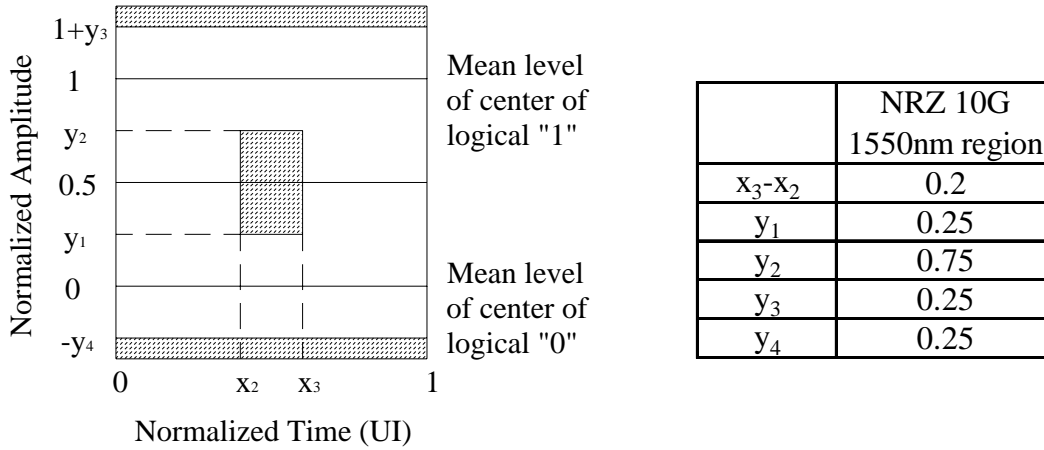 Normalized Amplitude
1+y3
1
y2
0.5
y1
0
-y4
0
x2
x3
1
Normalized Time (UI)
Mean level
of center of
logical "1"
Mean level
of center of
logical "0"
NRZ 10G
1550nm region
x3-x2 0.2
y1 0.25
y2 0.75
y3 0.25
y4 0.25